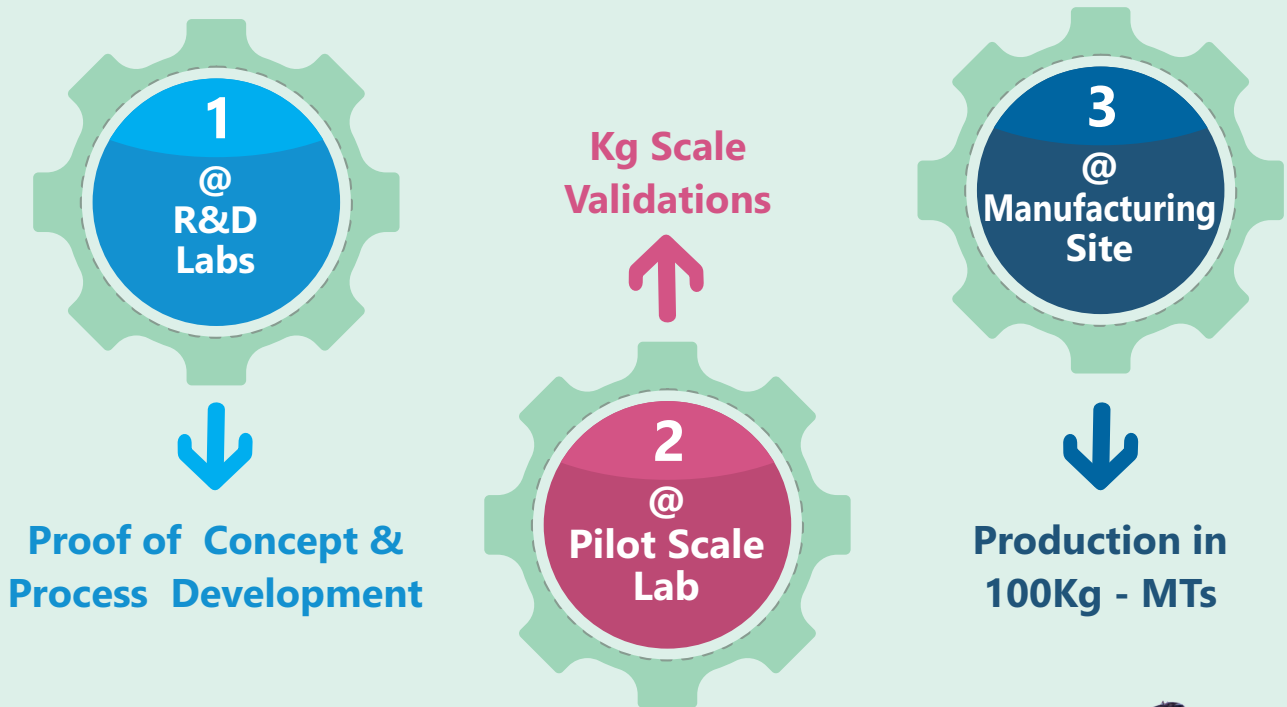 1
@
R&D
Labs
Proof of Concept &
Process Development
Kg Scale
Validations
2
@
Pilot Scale
Lab
3
@
Manufacturing
Site
Production in
100Kg - MTs